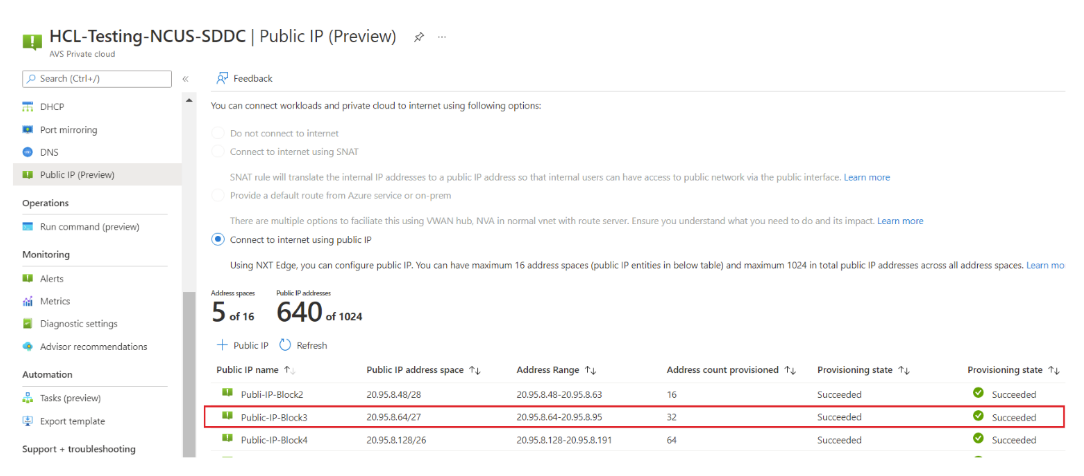 HCL-Testing-NCUS-SDDC | Public IP (Preview)
AVS Private cloud
Search (Ctrl+/)
«
DHCP
Port mirroring
DNS
Public IP (Preview)
Operations
Run command (preview)
Monitoring
Alerts
Metrics
Diagnostic settings
Advisor recommendations
Automation
Tasks (preview)
Export template
Support + troubleshooting
Feedback
You can connect workloads and private cloud to internet using following options:
Do not connect to internet
Connect to internet using SNAT
SNAT rule will translate the internal IP addresses to a public IP address so that internal users can have access to public network via the public interface. Learn more
Provide a default route from Azure service or on-prem
There are multiple options to faciliate this using VWAN hub, NVA in normal vnet with route server. Ensure you understand what you need to do and its impact. Learn more
Connect to internet using public IP
Using NXT Edge, you can configure public IP. You can have maximum 16 address spaces (public IP entities in below table) and maximum 1024 in total public IP addresses across all address spaces. Learn mo
Address spaces Public IP addresses
5 of 16 640 of 1024
+ Public IP Refresh
Public IP name ↑↓ Public IP address space ↑↓ Address Range ↑↓ Address count provisioned ↑↓ Provisioning state ↑↓ Provisioning state ↑↓
Publi-IP-Block2 20.95.8.48/28 20.95.8.48-20.95.8.63 16 Succeeded Succeeded
Public-IP-Block3 20.95.8.64/27 20.95.8.64-20.95.8.95 32 Succeeded Succeeded
Public-IP-Block4 20.95.8.128/26 20.95.8.128-20.95.8.191 64 Succeeded Succeeded